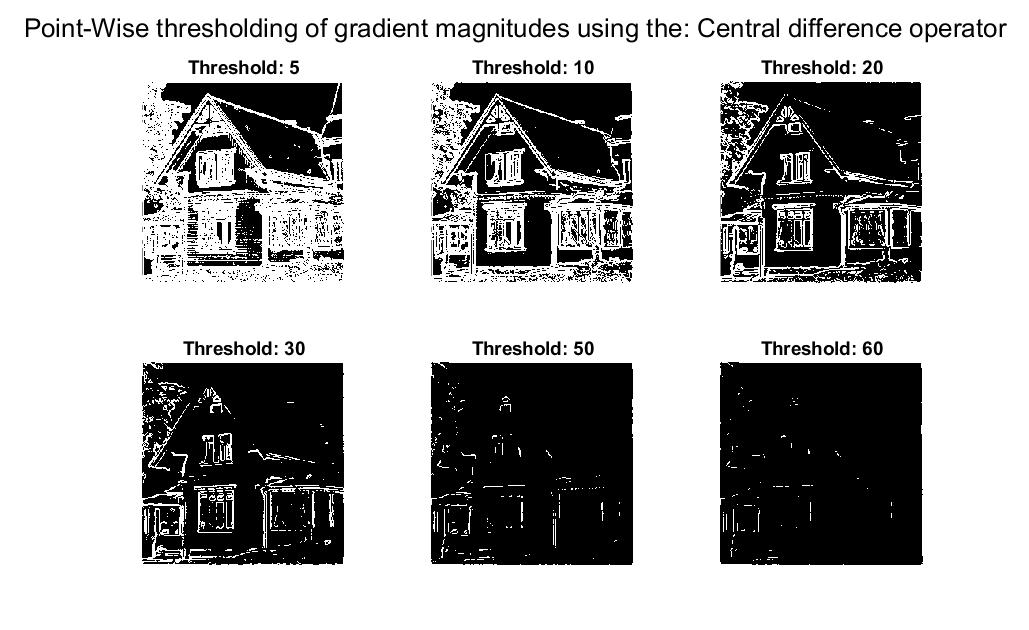 Point-Wise thresholding of gradient magnitudes using the: Central difference operator
Threshold: 5
Threshold: 10
Threshold: 20
Threshold: 30
Threshold: 50
Threshold: 60